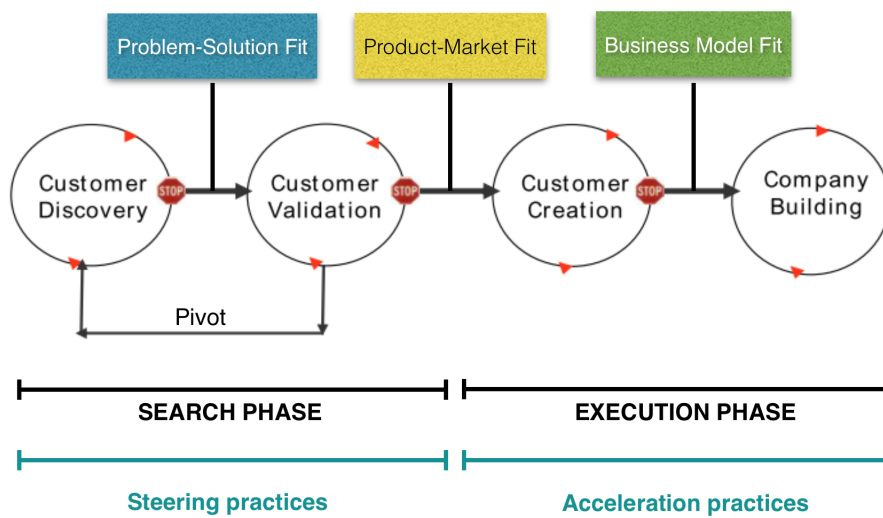 Problem-Solution Fit
Product-Market Fit
Business Model Fit
Customer
Discovery
STOP
Customer
Validation
STOP
Customer
Creation
STOP
Company
Building
Pivot
SEARCH PHASE
EXECUTION PHASE
Steering practices
Acceleration practices